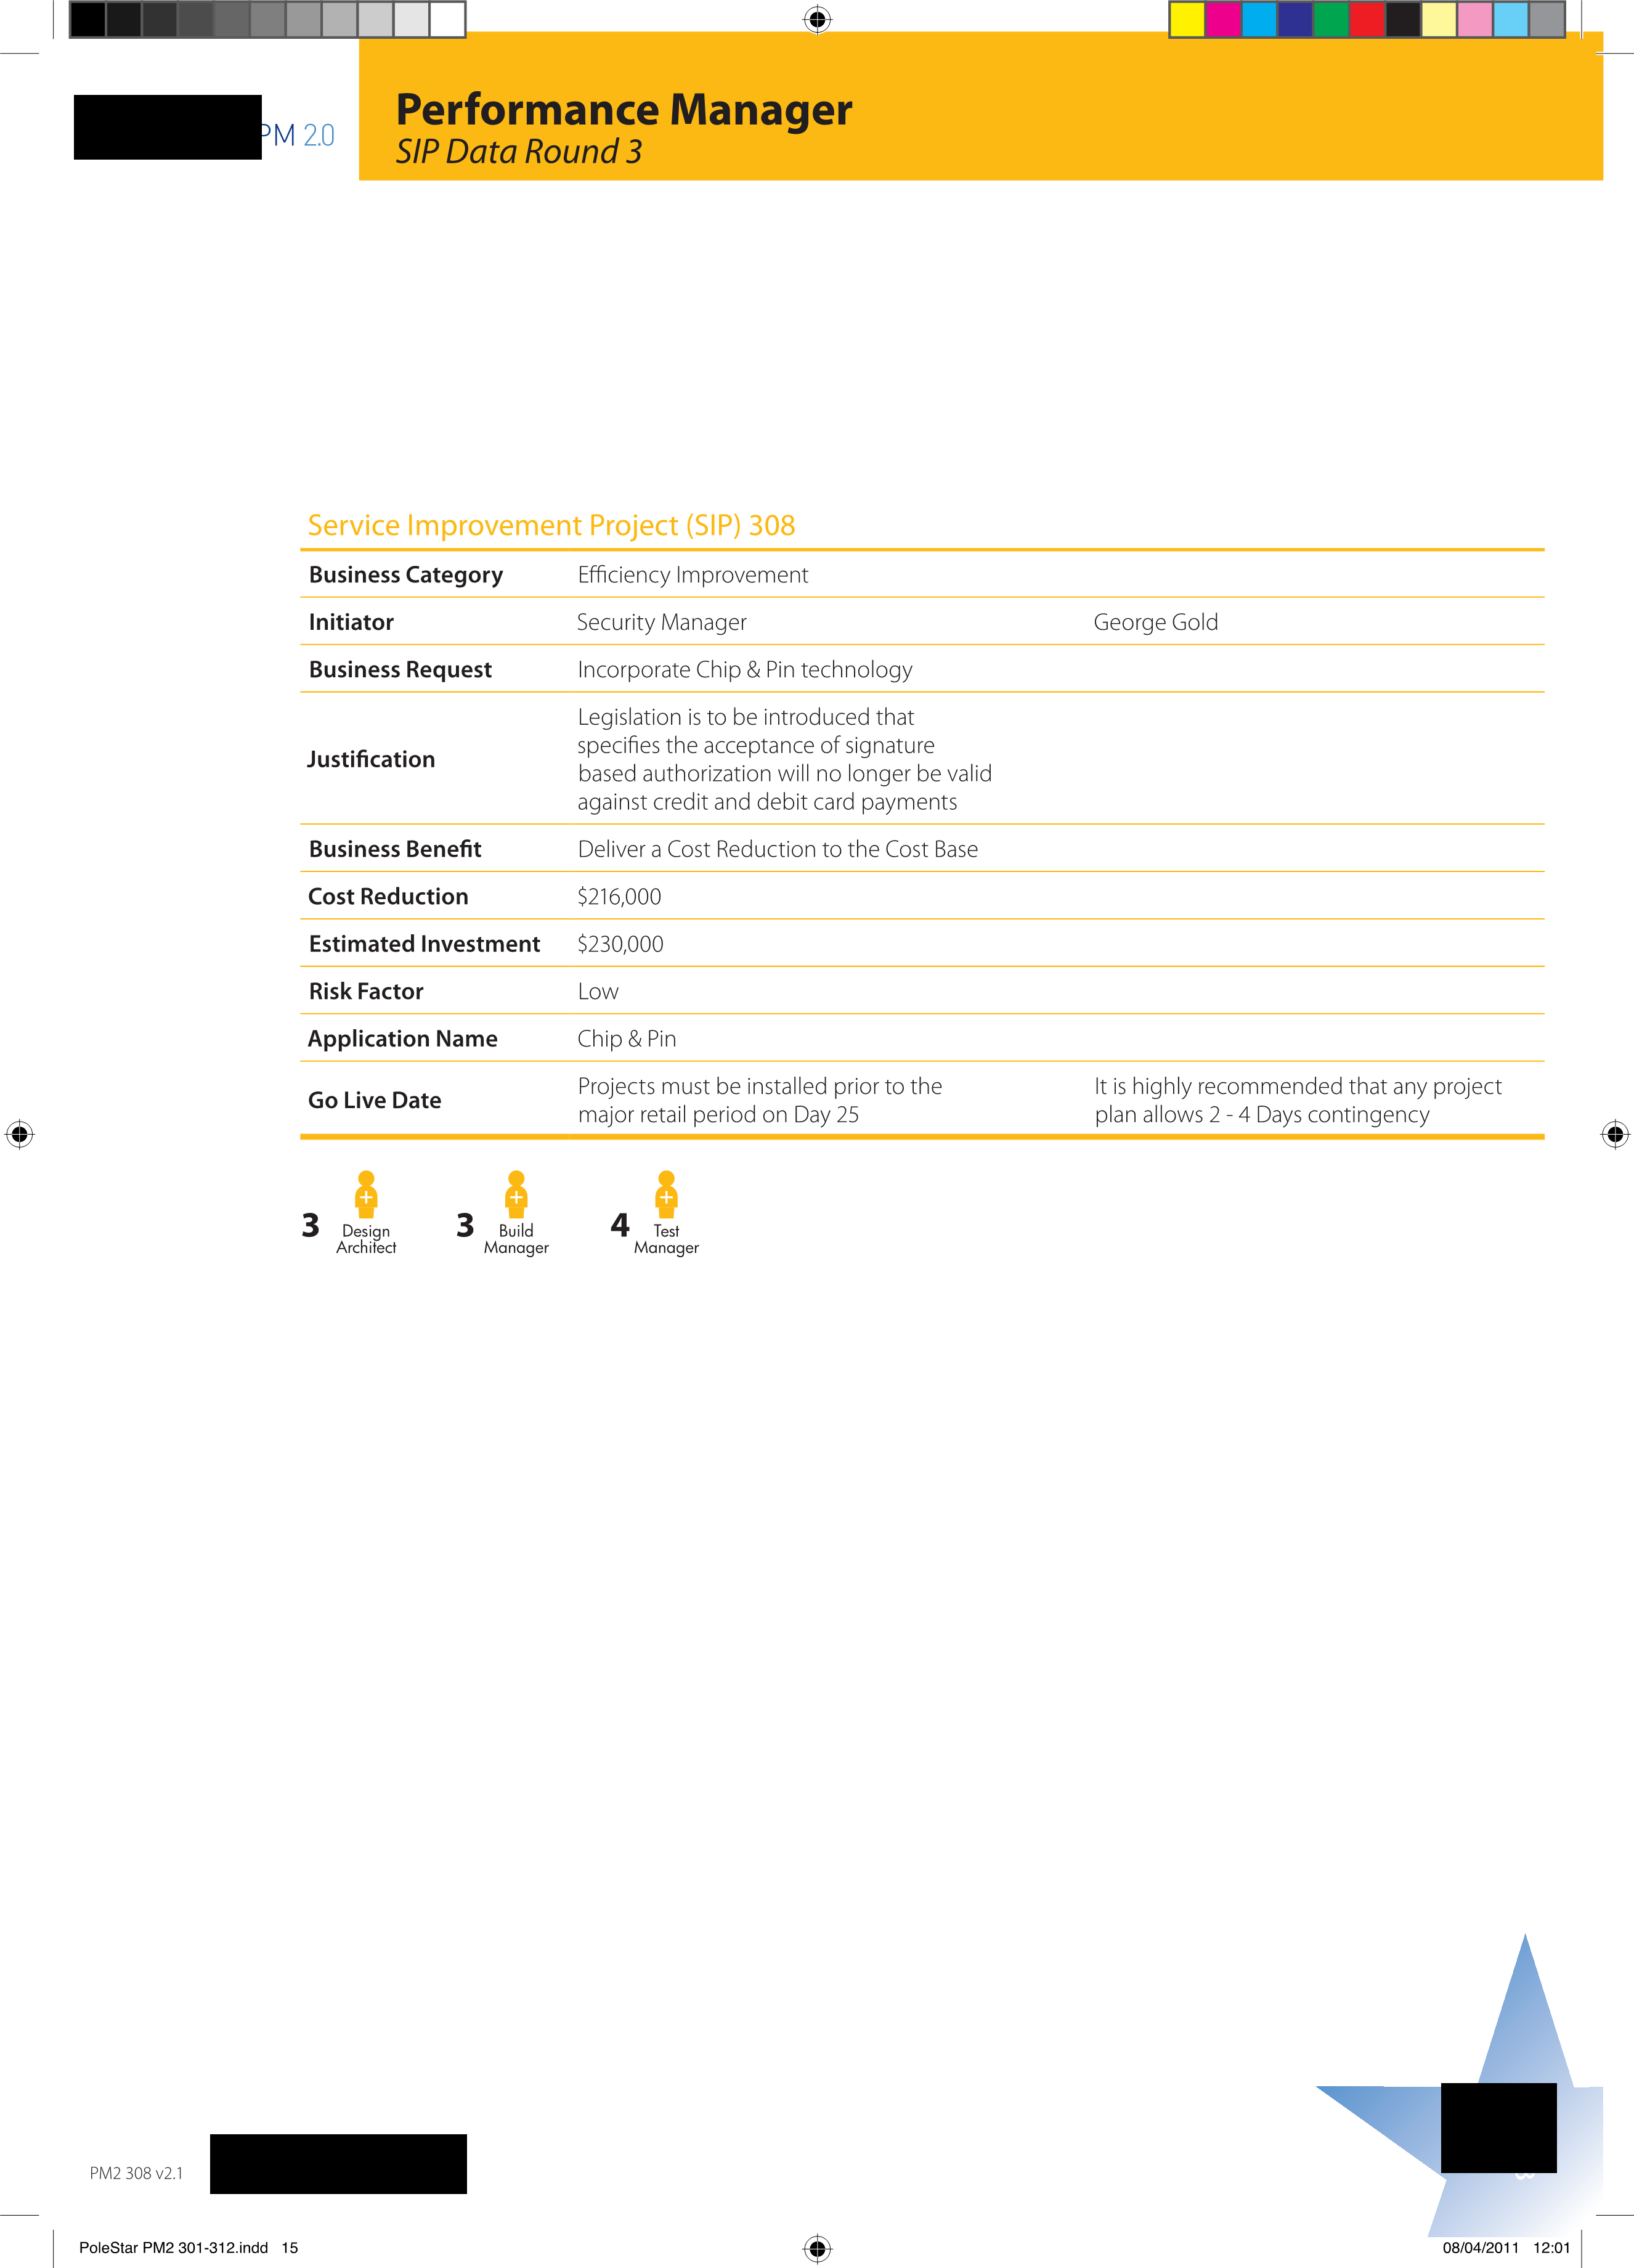 PM 2.0
Performance Manager
SIP Data Round 3
Service Improvement Project (SIP) 308
Business Category Efficiency Improvement
Initiator Security Manager George Gold
Business Request Incorporate Chip & Pin technology
Justification Legislation is to be introduced that
specifies the acceptance of signature
based authorization will no longer be valid
against credit and debit card payments
Business Benefit Deliver a Cost Reduction to the Cost Base
Cost Reduction $216,000
Estimated Investment $230,000
Risk Factor Low
Application Name Chip & Pin
Go Live Date Projects must be installed prior to the It is highly recommended that any project
major retail period on Day 25 plan allows 2 - 4 Days contingency
3 Design Architect
3 Build Manager
4 Test Manager
PM2 308 v2.1
PoleStar PM2 301-312.indd 15
08/04/2011 12:01